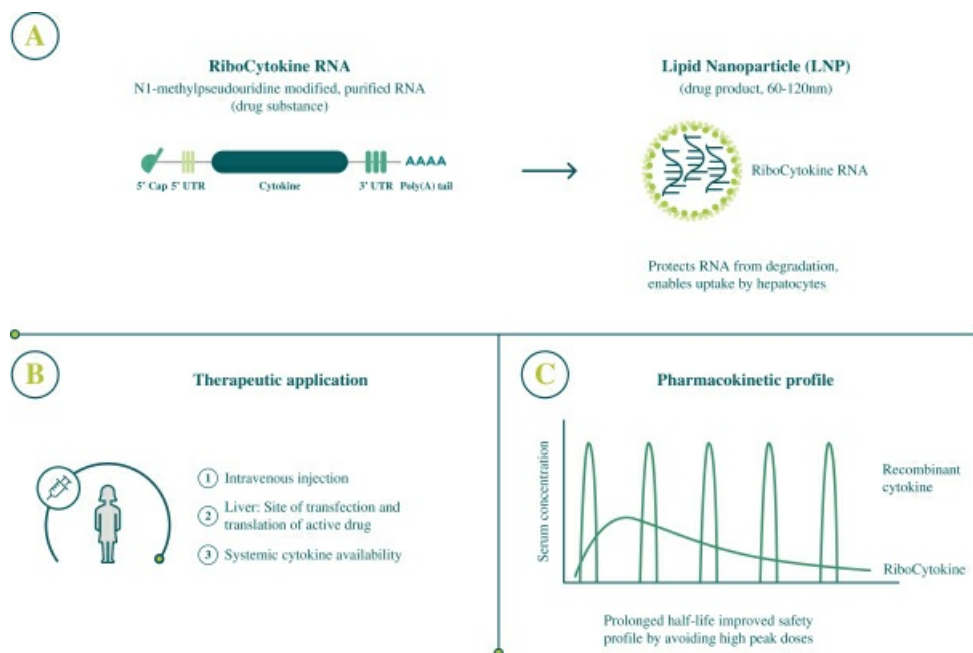 A
RiboCytokine RNA
N1-methylpseudouridine modified, purified RNA
(drug substance)
5' Cap 5' UTR Cytokine 3' UTR Poly(A) tail
AAAA
Lipid Nanoparticle (LNP)
(drug product, 60-120nm)
RiboCytokine RNA
Protects RNA from degradation,
enables uptake by hepatocytes
B
Therapeutic application
1 Intravenous injection
2 Liver: Site of transfection and
translation of active drug
3 Systemic cytokine availability
C
Pharmacokinetic profile
Serum concentration
Recombinant
cytokine
RiboCytokine
Prolonged half-life improved safety
profile by avoiding high peak doses